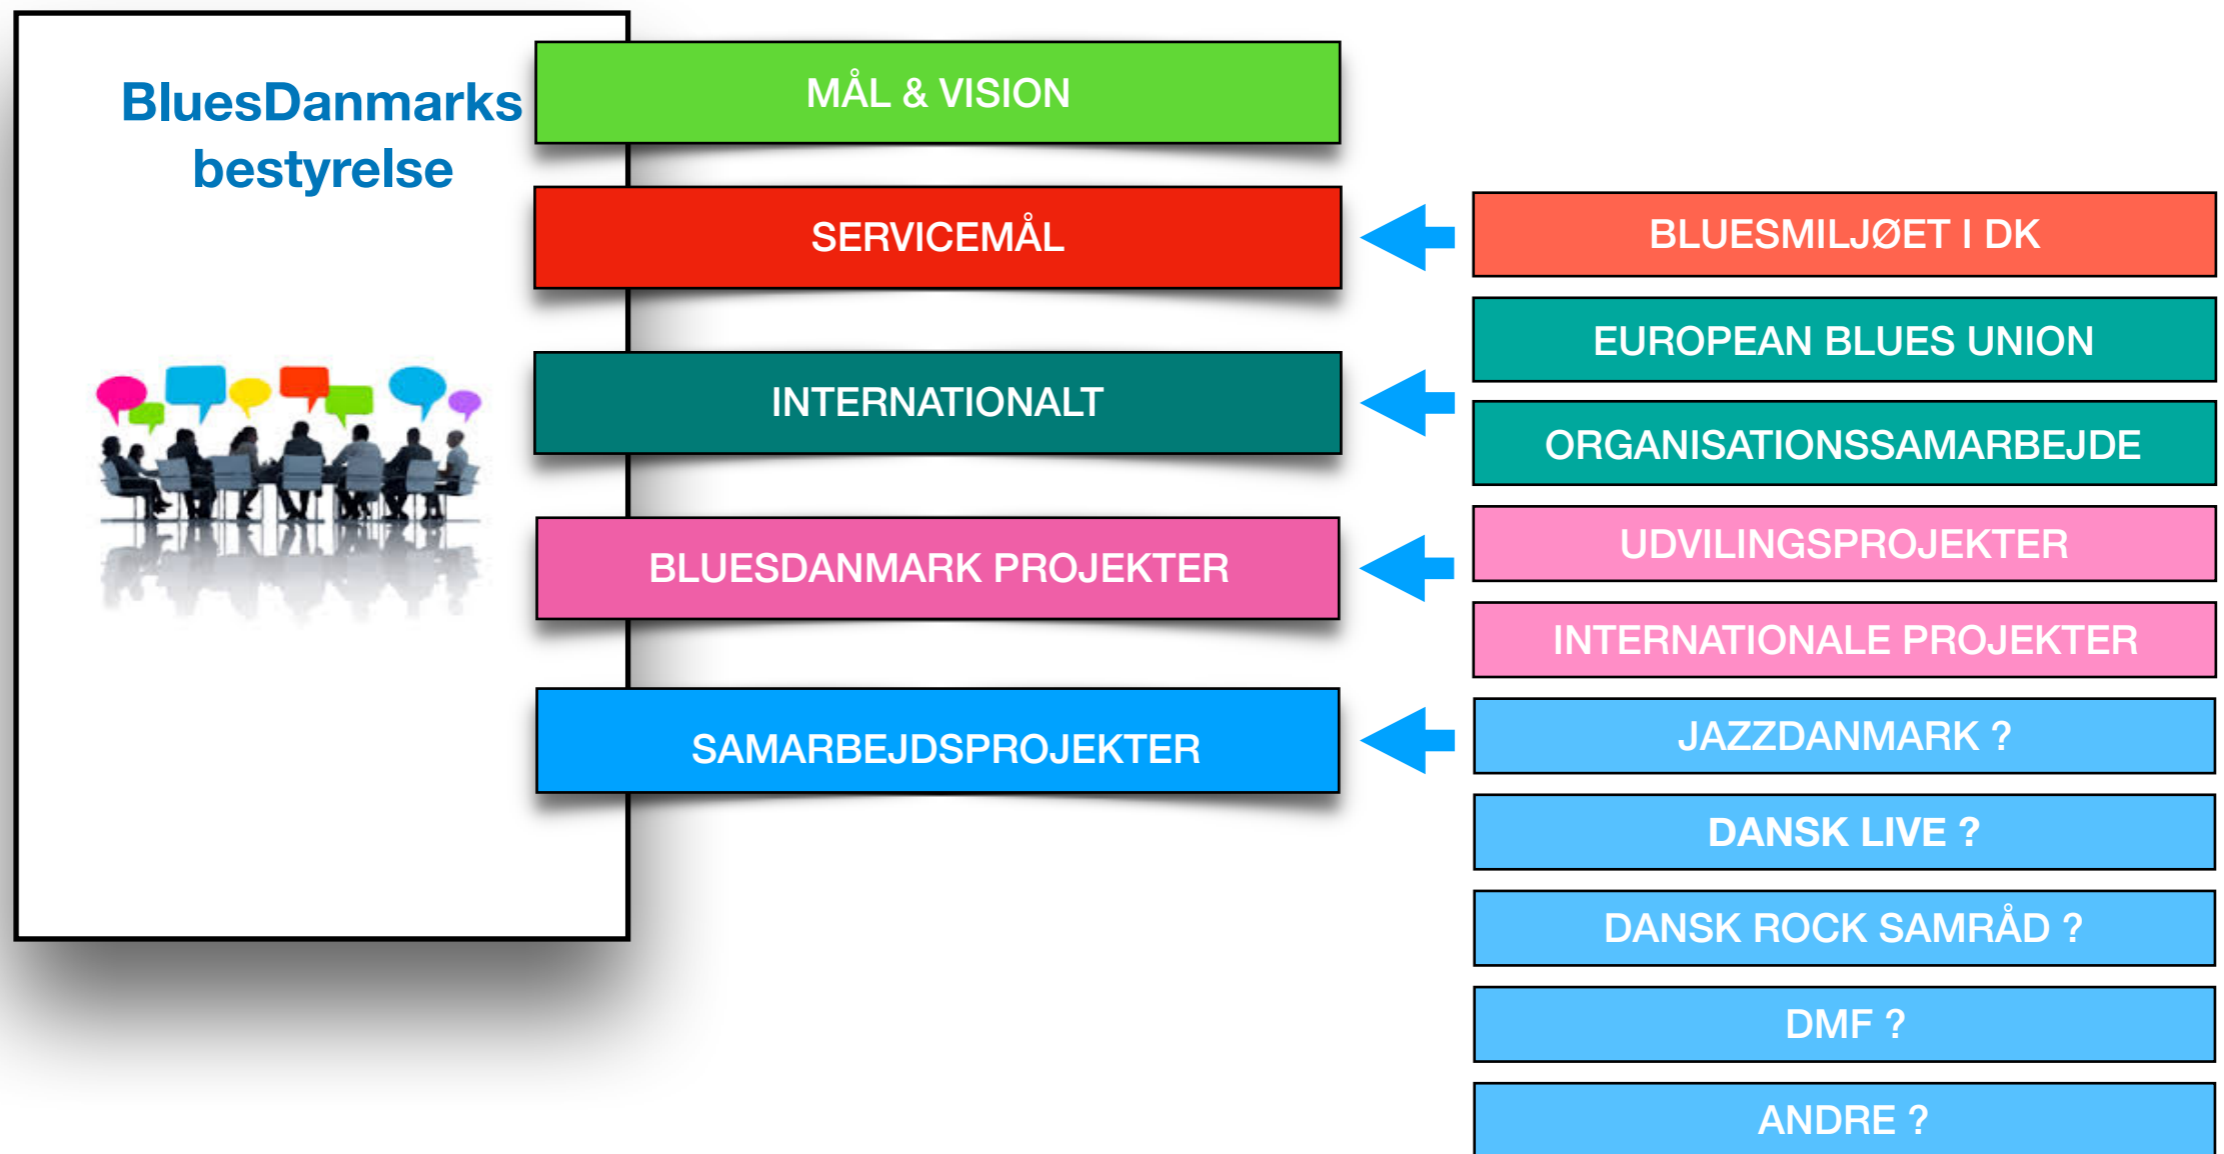 BluesDanmarks
bestyrelse
MÅL & VISION
SERVICEMÅL
INTERNATIONALT
BLUESDANMARK PROJEKTER
SAMARBEJDSPROJEKTER
BLUESMILJØET I DK
EUROPEAN BLUES UNION
ORGANISATIONSSAMARBEJDE
UDVILINGSPROJEKTER
INTERNATIONALE PROJEKTER
JAZZDANMARK ?
DANSK LIVE ?
DANSK ROCK SAMRÅD ?
DMF ?
ANDRE ?